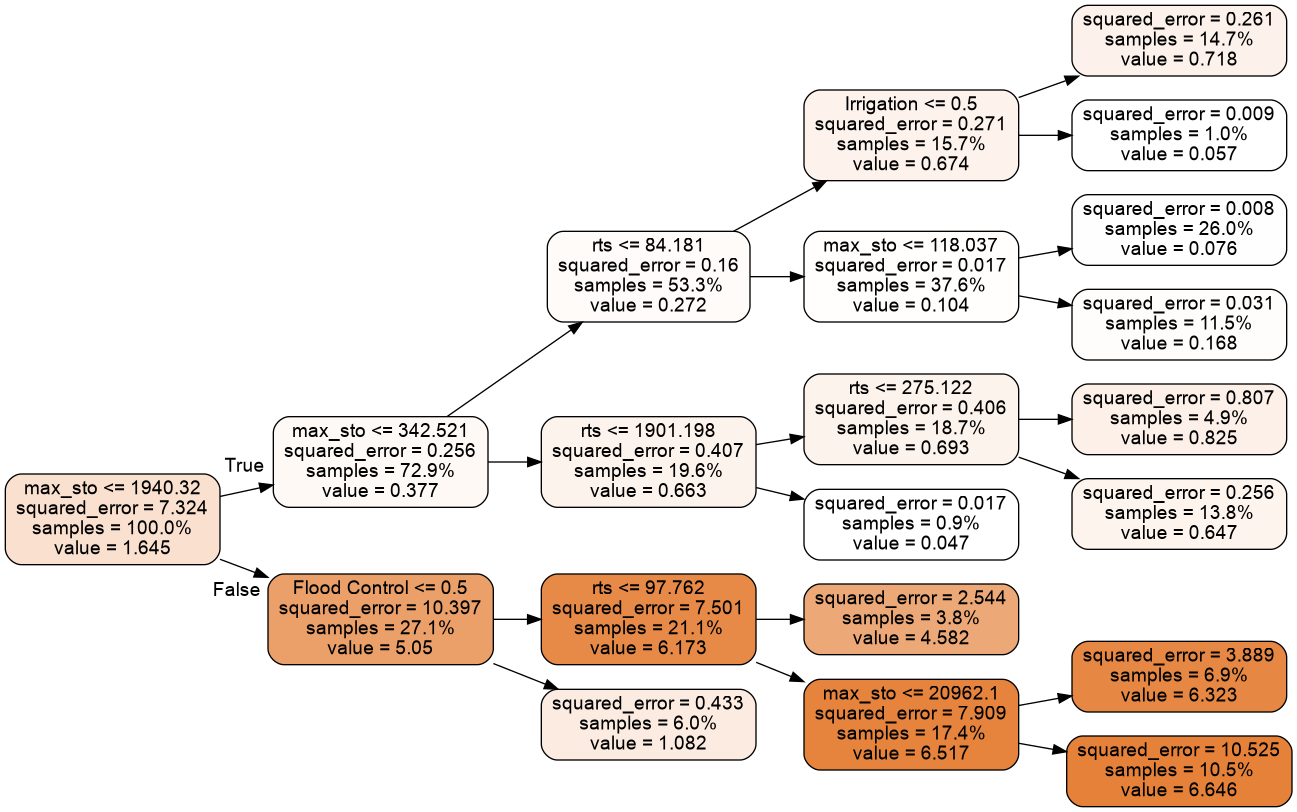 max_sto <= 1940.32
squared_error = 7.324
samples = 100.0%
value = 1.645
True
False
max_sto <= 342.521
squared_error = 0.256
samples = 72.9%
value = 0.377
Flood Control <= 0.5
squared_error = 10.397
samples = 27.1%
value = 5.05
rts <= 84.181
squared_error = 0.16
samples = 53.3%
value = 0.272
rts <= 1901.198
squared_error = 0.407
samples = 19.6%
value = 0.663
rts <= 97.762
squared_error = 7.501
samples = 21.1%
value = 6.173
squared_error = 0.433
samples = 6.0%
value = 1.082
Irrigation <= 0.5
squared_error = 0.271
samples = 15.7%
value = 0.674
max_sto <= 118.037
squared_error = 0.017
samples = 37.6%
value = 0.104
rts <= 275.122
squared_error = 0.406
samples = 18.7%
value = 0.693
squared_error = 0.017
samples = 0.9%
value = 0.047
squared_error = 2.544
samples = 3.8%
value = 4.582
max_sto <= 20962.1
squared_error = 7.909
samples = 17.4%
value = 6.517
squared_error = 0.261
samples = 14.7%
value = 0.718
squared_error = 0.009
samples = 1.0%
value = 0.057
squared_error = 0.008
samples = 26.0%
value = 0.076
squared_error = 0.031
samples = 11.5%
value = 0.168
squared_error = 0.807
samples = 4.9%
value = 0.825
squared_error = 0.256
samples = 13.8%
value = 0.647
squared_error = 3.889
samples = 6.9%
value = 6.323
squared_error = 10.525
samples = 10.5%
value = 6.646